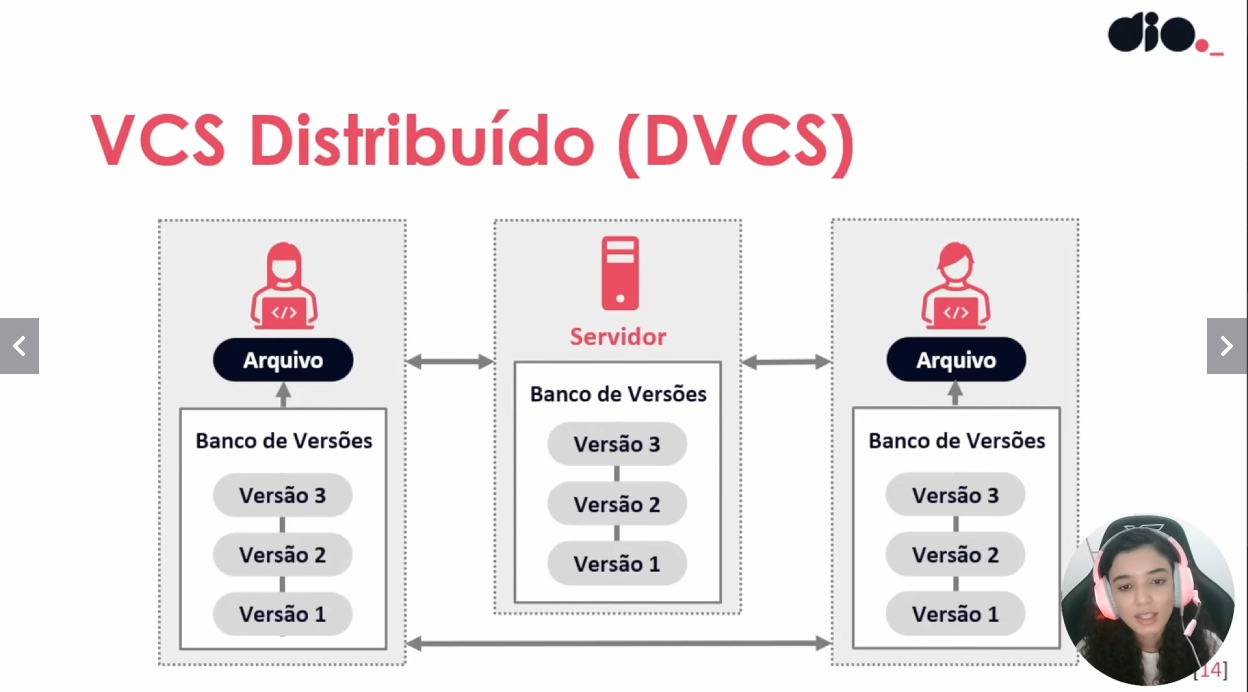 dio._
VCS Distribuído (DVCS)
</>
Arquivo
Banco de Versões
Versão 3
Versão 2
Versão 1
Servidor
Banco de Versões
Versão 3
Versão 2
Versão 1
</>
Arquivo
Banco de Versões
Versão 3
Versão 2
Versão 1
[14]